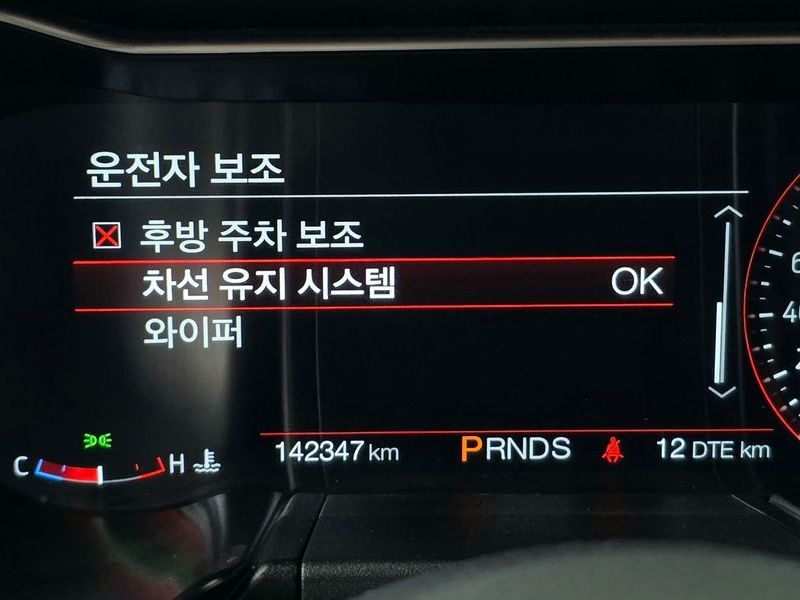 운전자 보조
후방 주차 보조
차선 유지 시스템 OK
와이퍼
C H 142347 km PRNDS 12 DTE km